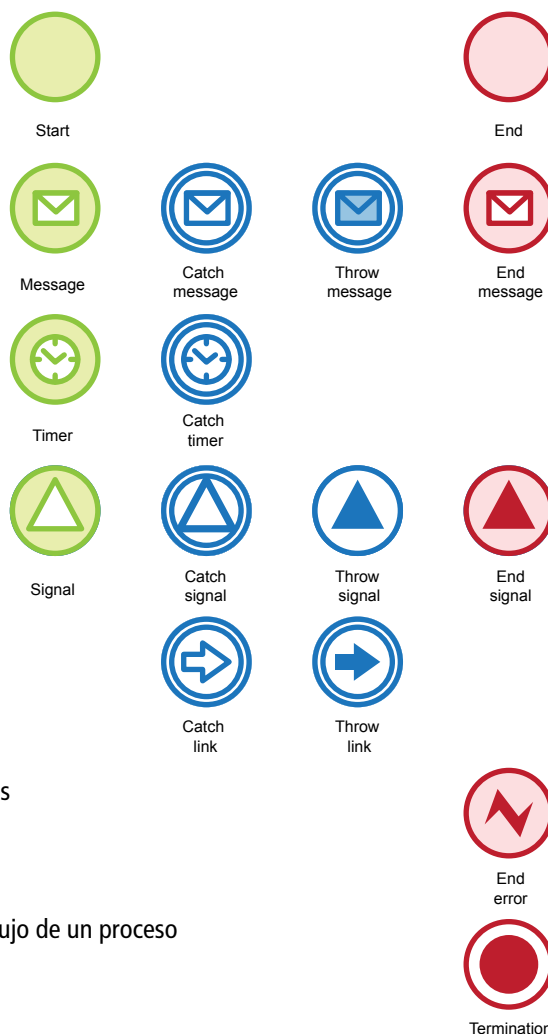 Start
End
Message
Catch
message
Throw
message
End
message
Timer
Catch
timer
Signal
Catch
signal
Throw
signal
End
signal
Catch
link
Throw
link
s
End
error
ujo de un proceso
Termination